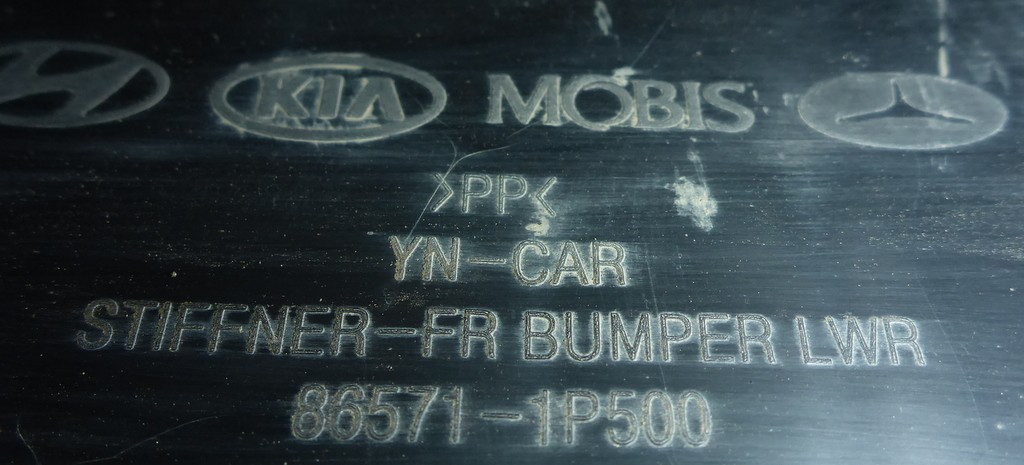 KIA MOBIS
>PP<
YN-CAR
STIFFNER-FR BUMPER LWR
86571-1P500